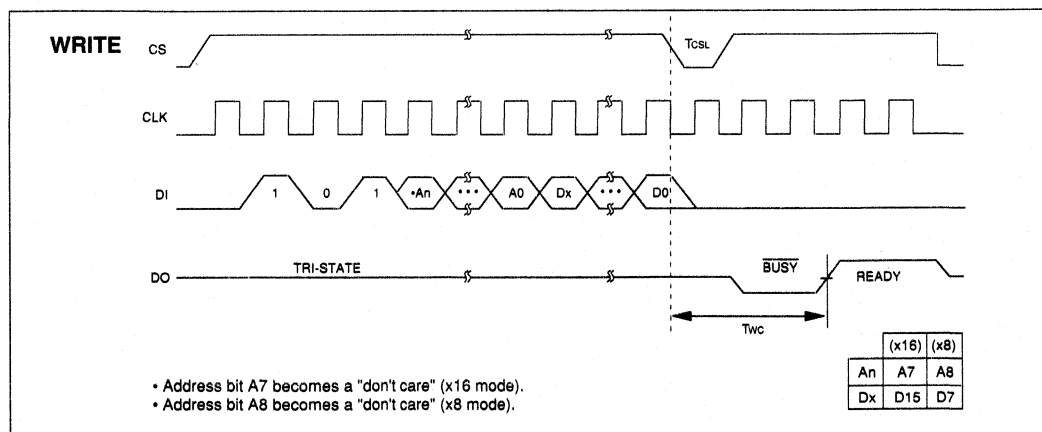 WRITE
CS
TCSL
CLK
DI 1 0 1 •An • • • A0 Dx • • • D0
DO TRI-STATE BUSY READY
TWC
(x16) (x8)
An A7 A8
Dx D15 D7
• Address bit A7 becomes a "don't care" (x16 mode).
• Address bit A8 becomes a "don't care" (x8 mode).